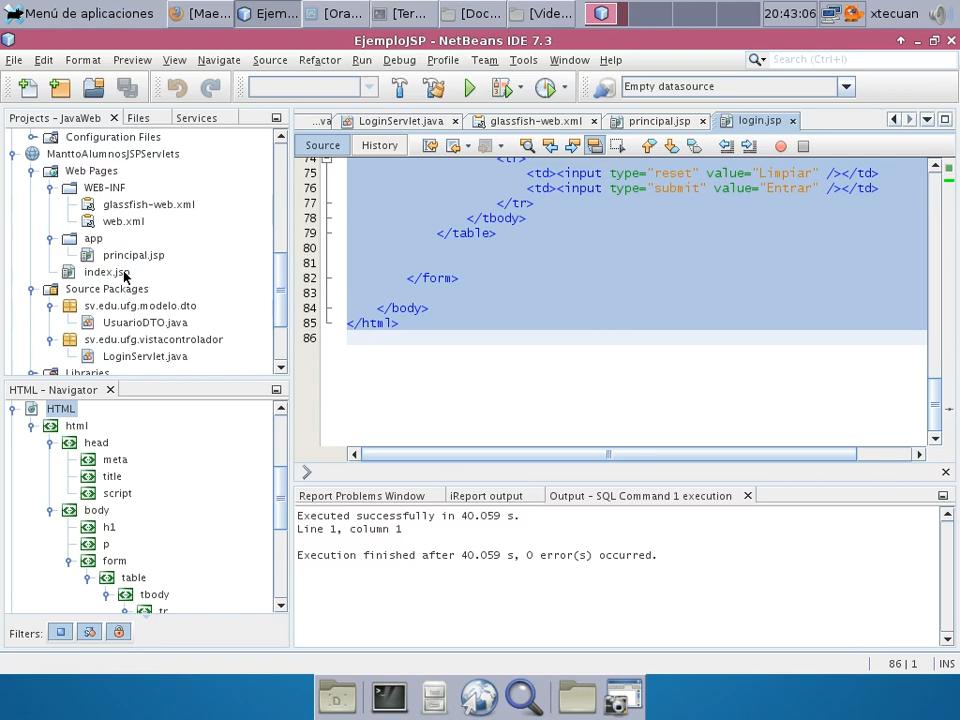 Menú de aplicaciones
[Mae...
Ejem...
[Ora...
[Ter...
[Doc...
[Vide...
20:43:06
xtecuan
EjemploJSP - NetBeans IDE 7.3
File Edit Format Preview View Navigate Source Refactor Run Debug Profile Team Tools Window Help
Search (Ctrl+I)
Empty datasource
Projects - JavaWeb
Files
Services
Configuration Files
ManttoAlumnosJSPServlets
Web Pages
WEB-INF
glassfish-web.xml
web.xml
app
principal.jsp
index.jsp
Source Packages
sv.edu.ufg.modelo.dto
UsuarioDTO.java
sv.edu.ufg.vistacontrolador
LoginServlet.java
Libraries
HTML - Navigator
HTML
html
head
meta
title
script
body
h1
p
form
table
tbody
tr
Filters:
...va
LoginServlet.java
glassfish-web.xml
principal.jsp
login.jsp
Source
History
74 <tr>
75 <td><input type="reset" value="Limpiar" /></td>
76 <td><input type="submit" value="Entrar" /></td>
77 </tr>
78 </tbody>
79 </table>
80
81
82 </form>
83
84 </body>
85 </html>
86
Report Problems Window
iReport output
Output - SQL Command 1 execution
Executed successfully in 40.059 s.
Line 1, column 1
Execution finished after 40.059 s, 0 error(s) occurred.
86|1
INS